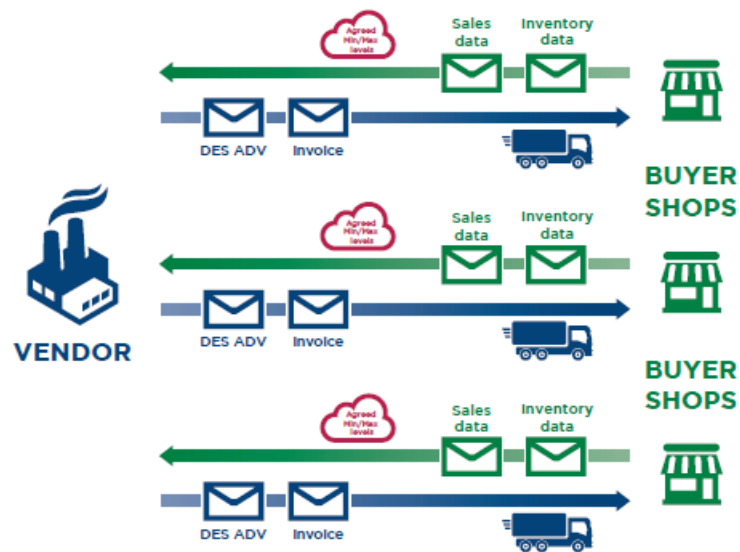 Agreed
Min/Max
levels
Sales
data
Inventory
data
DES ADV
Invoice
BUYER
SHOPS
Agreed
Min/Max
levels
Sales
data
Inventory
data
DES ADV
Invoice
VENDOR
BUYER
SHOPS
Agreed
Min/Max
levels
Sales
data
Inventory
data
DES ADV
Invoice